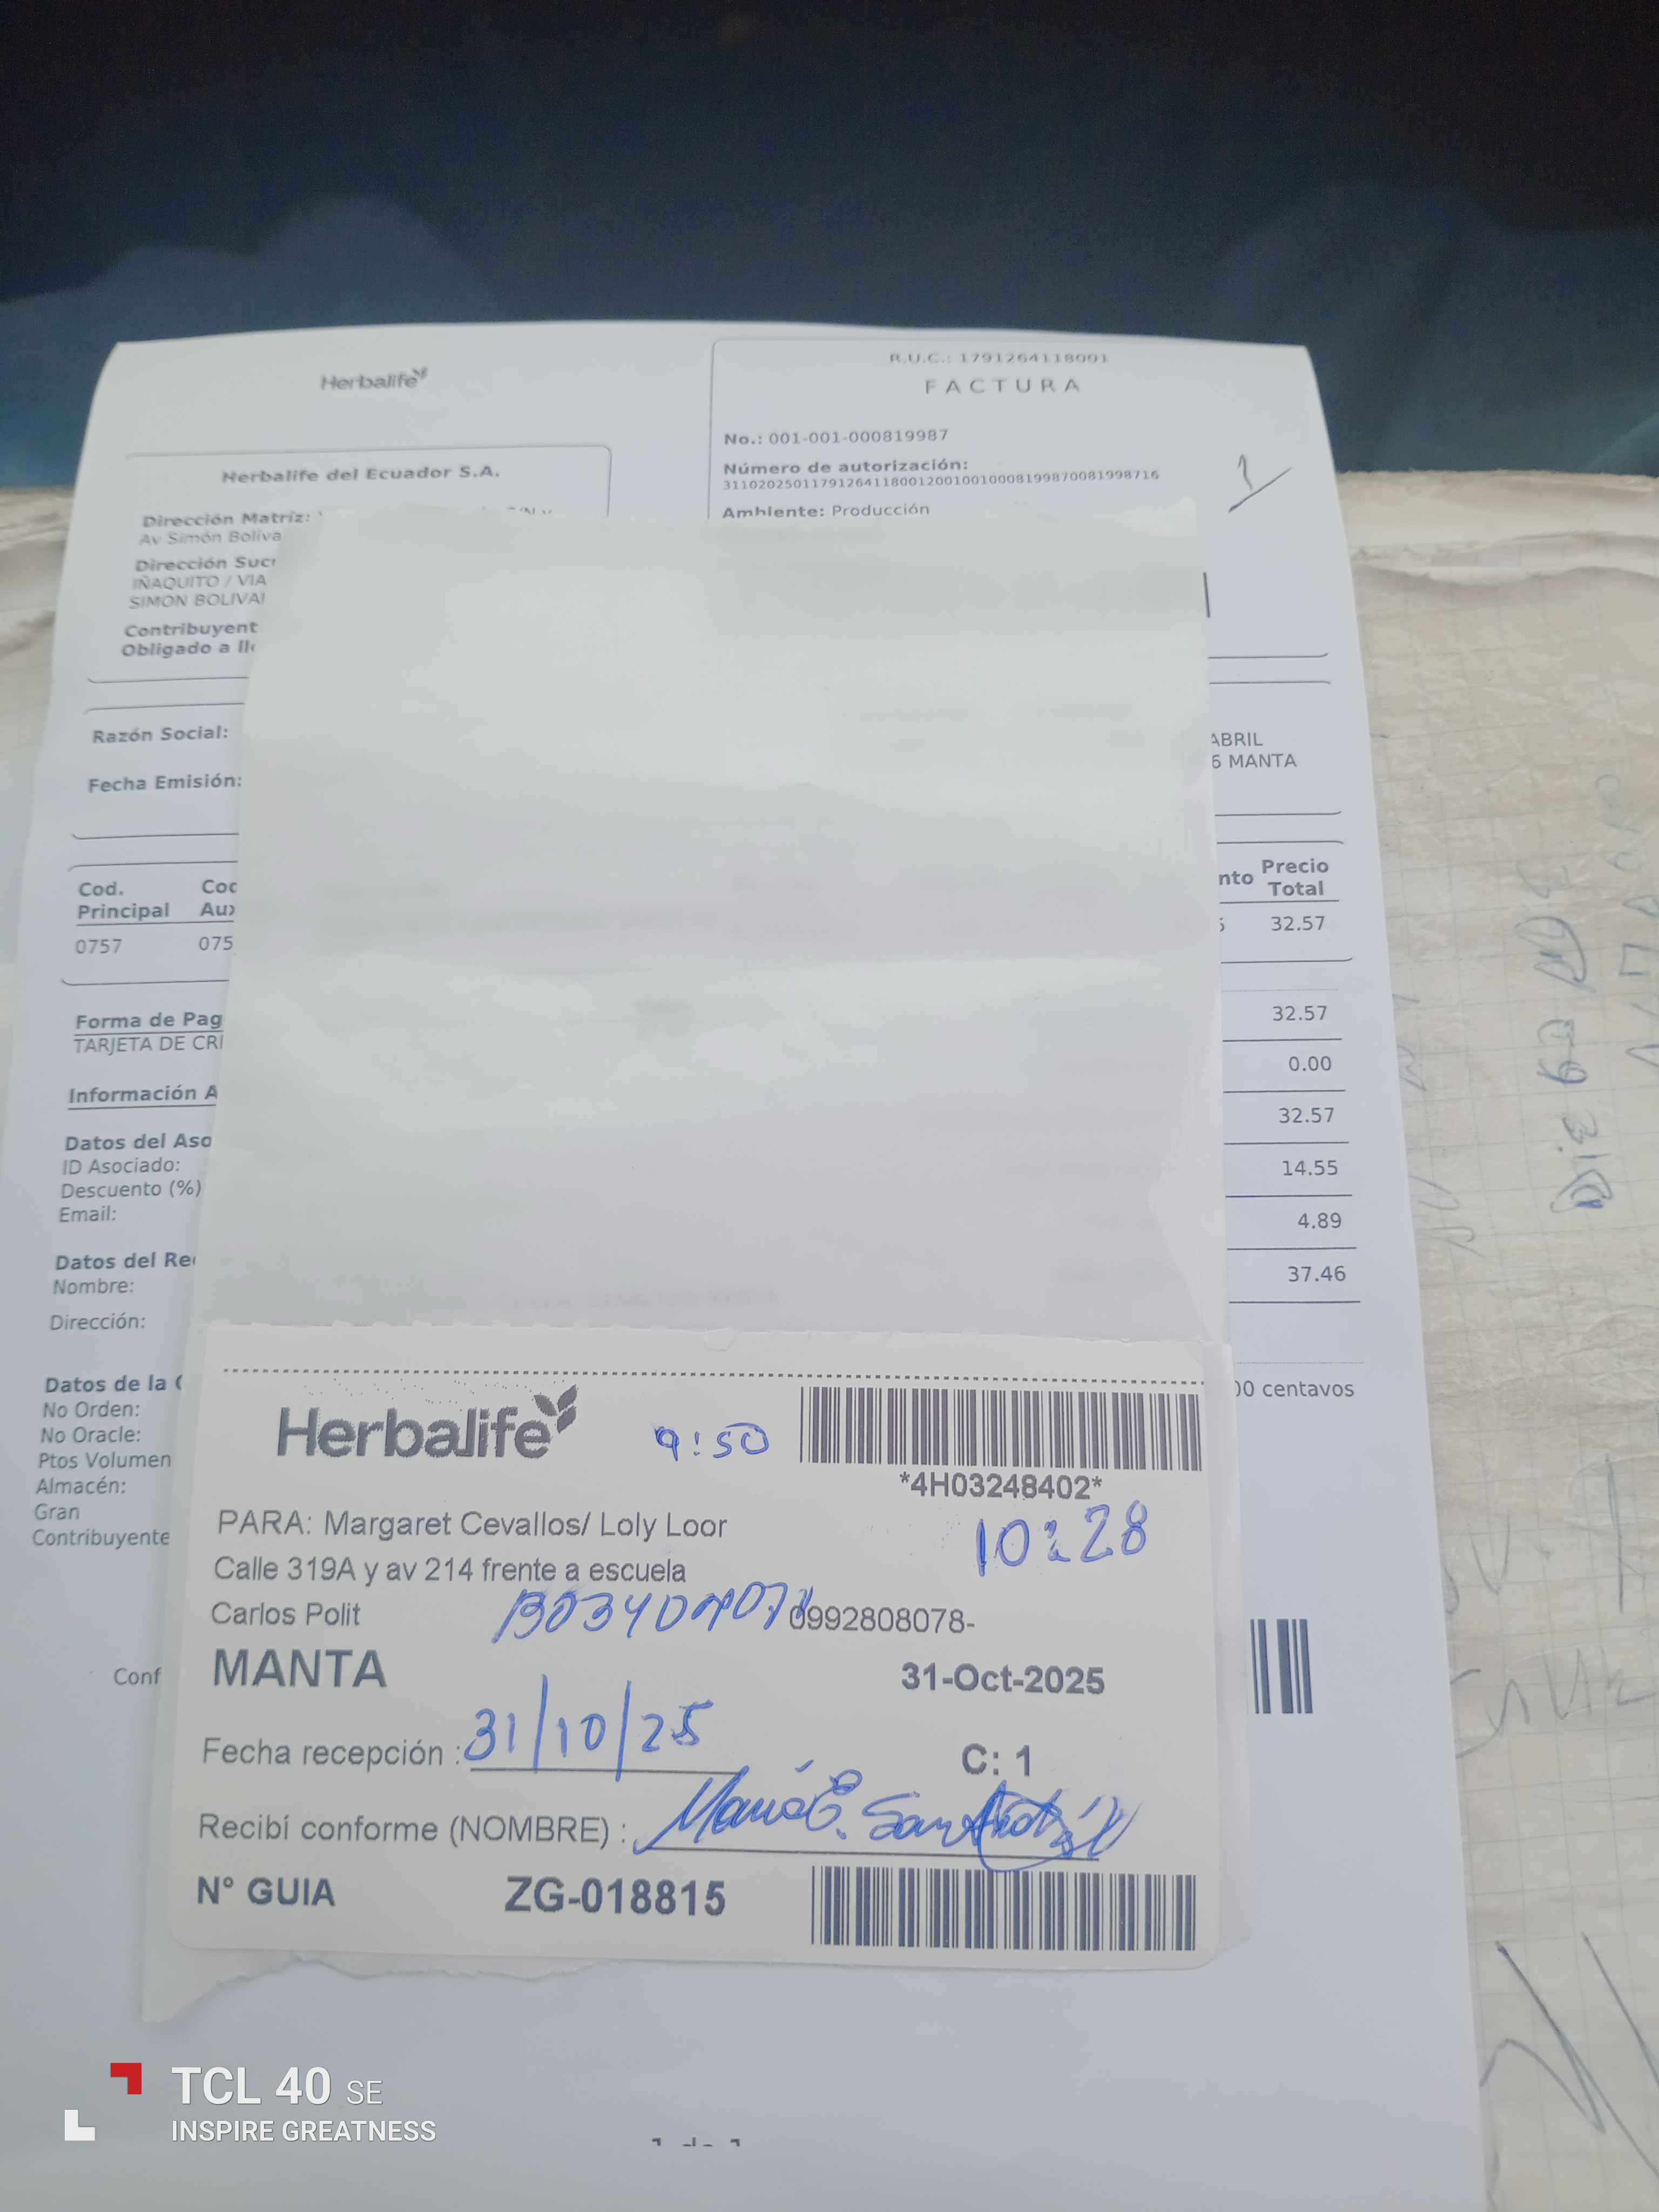 Herbalife
R.U.C.: 1791264118001
FACTURA
No.: 001-001-000819987
Número de autorización:
3110202501179126411800120010010008199870081998716
Ambiente: Producción
1
Herbalife del Ecuador S.A.
Dirección Matriz:
Av Simón Boliva
Dirección Suc
IÑAQUITO / VIA
SIMON BOLIVA
Contribuyent
Obligado a ll
Razón Social:
ABRIL
6 MANTA
Fecha Emisión:
Cod. Principal
Precio Total
nto
0757 075
32.57
32.57
0.00
32.57
14.55
4.89
37.46
00 centavos
Forma de Pag
TARJETA DE CR
Información A
Datos del Aso
ID Asociado:
Descuento (%)
Email:
Datos del Re
Nombre:
Dirección:
Datos de la
No Orden:
No Oracle:
Ptos Volumen
Almacén:
Gran
Contribuyente
Conf
Herbalife
9:50
*4H03248402*
10:28
PARA: Margaret Cevallos/ Loly Loor
Calle 319A y av 214 frente a escuela
Carlos Polit
0992808078-
MANTA
31-Oct-2025
Fecha recepción : 31/10/25
C: 1
Recibí conforme (NOMBRE) : María E.
N° GUIA ZG-018815
TCL 40 SE
INSPIRE GREATNESS